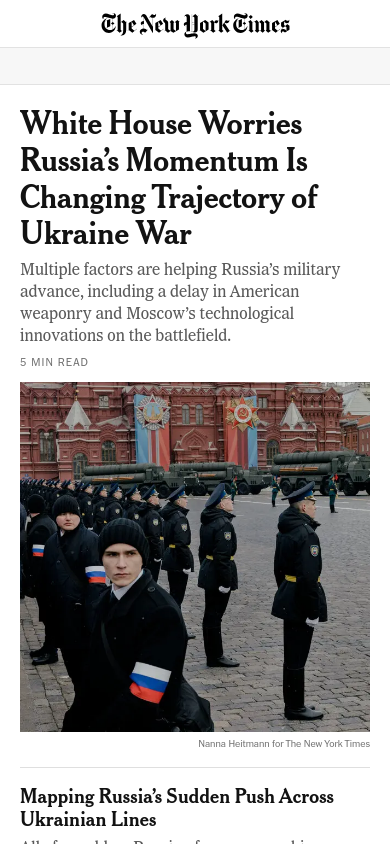 The New York Times
White House Worries
Russia’s Momentum Is
Changing Trajectory of
Ukraine War
Multiple factors are helping Russia’s military
advance, including a delay in American
weaponry and Moscow’s technological
innovations on the battlefield.
5 MIN READ
Nanna Heitmann for The New York Times
Mapping Russia’s Sudden Push Across
Ukrainian Lines